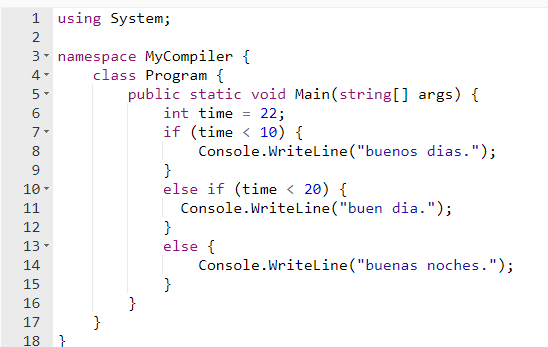 1 using System;
2
3 namespace MyCompiler {
4 class Program {
5 public static void Main(string[] args) {
6 int time = 22;
7 if (time < 10) {
8 Console.WriteLine("buenos dias.");
9 }
10 else if (time < 20) {
11 Console.WriteLine("buen dia.");
12 }
13 else {
14 Console.WriteLine("buenas noches.");
15 }
16 }
17 }
18 }